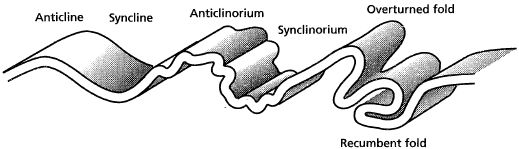 Anticline
Syncline
Anticlinorium
Synclinorium
Overturned fold
Recumbent fold